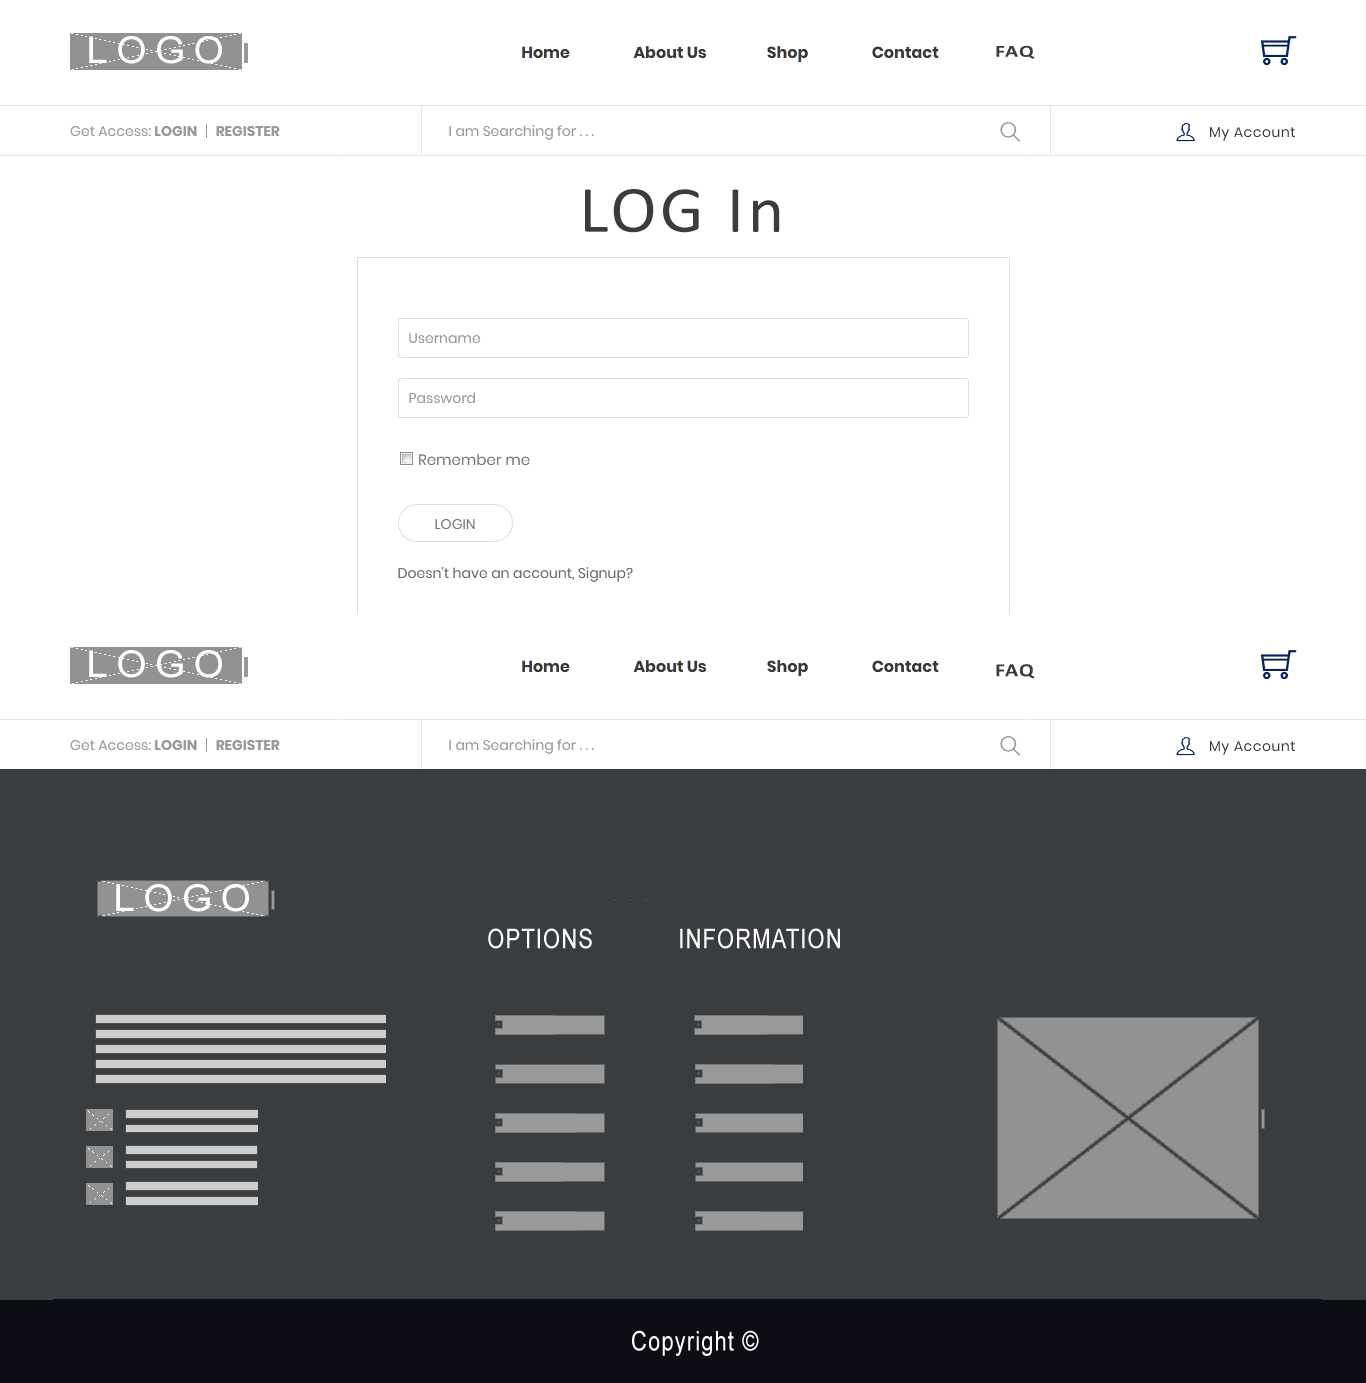 LOGO Home About Us Shop Contact FAQ
Get Access: LOGIN | REGISTER I am Searching for . . . My Account
LOG In
Username
Password
Remember me
LOGIN
Doesn't have an account, Signup?
LOGO Home About Us Shop Contact FAQ
Get Access: LOGIN | REGISTER I am Searching for . . . My Account
LOGO
OPTIONS INFORMATION
Copyright ©